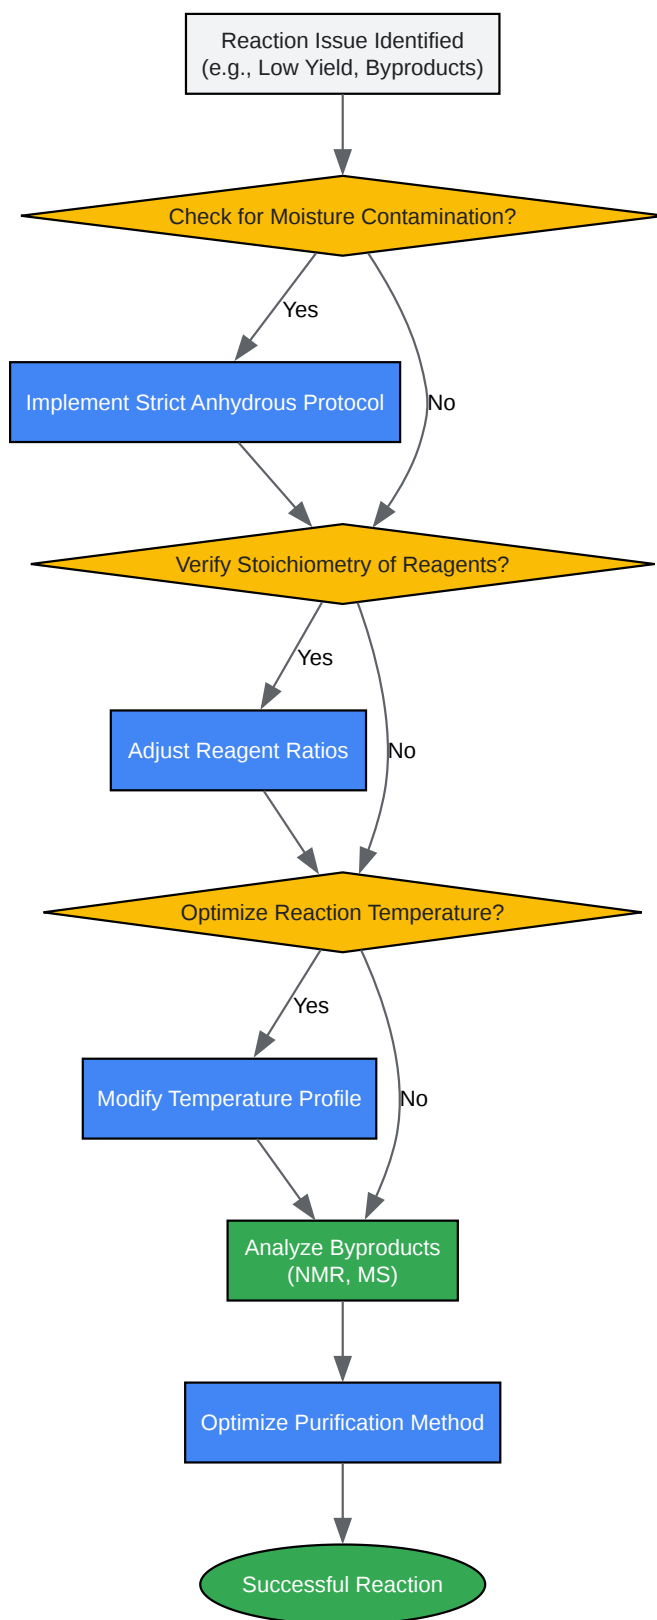 Reaction Issue Identified
(e.g., Low Yield, Byproducts)
Check for Moisture Contamination?
Yes
Implement Strict Anhydrous Protocol
No
Verify Stoichiometry of Reagents?
Yes
Adjust Reagent Ratios
No
Optimize Reaction Temperature?
Yes
Modify Temperature Profile
No
Analyze Byproducts
(NMR, MS)
Optimize Purification Method
Successful Reaction